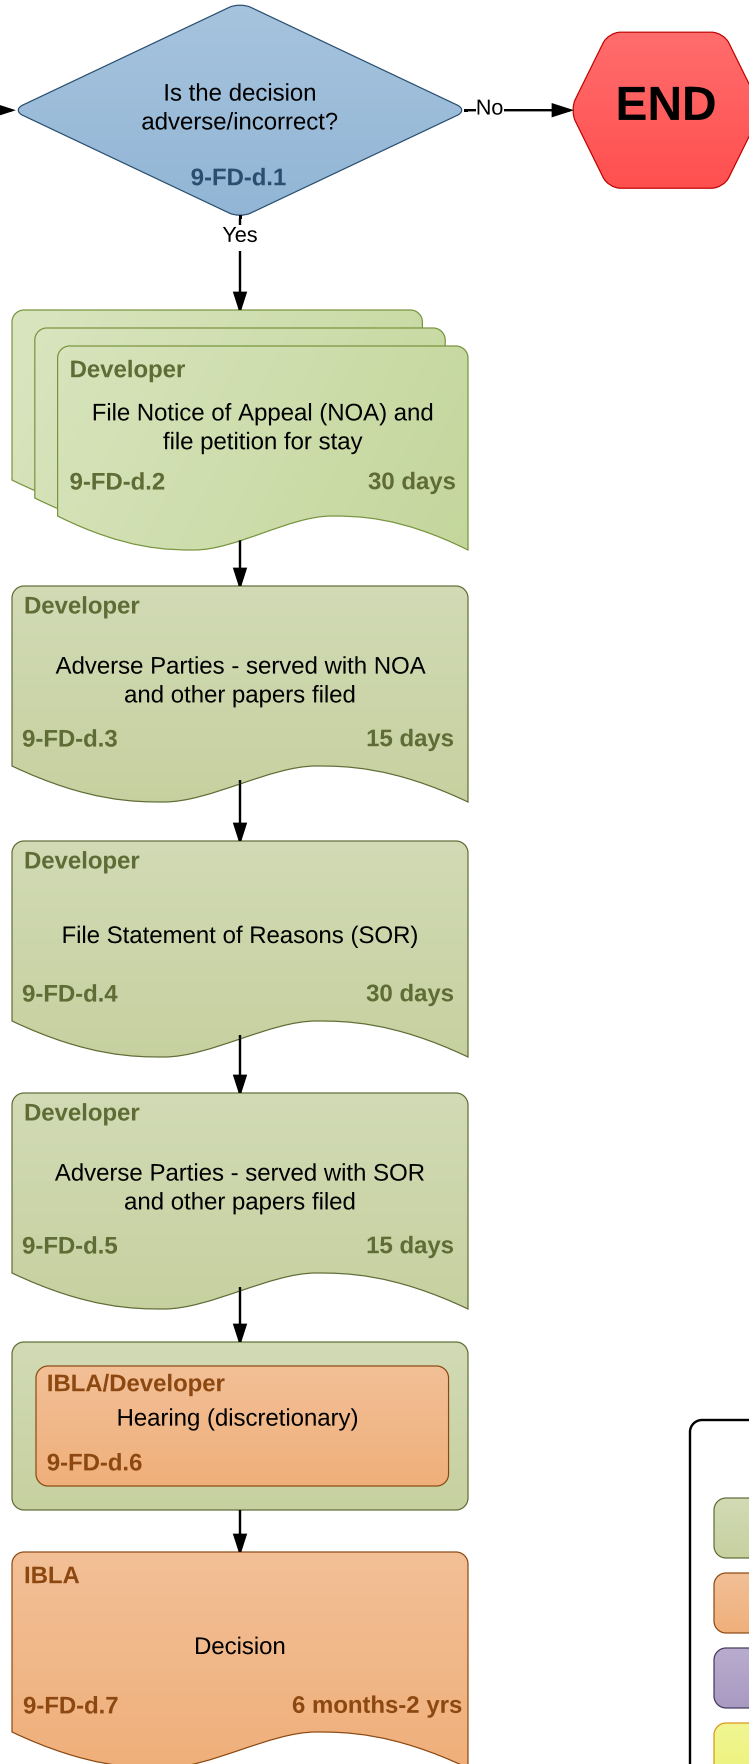 Is the decision
adverse/incorrect?
9-FD-d.1
No
END
Yes
Developer
File Notice of Appeal (NOA) and
file petition for stay
9-FD-d.2 30 days
Developer
Adverse Parties - served with NOA
and other papers filed
9-FD-d.3 15 days
Developer
File Statement of Reasons (SOR)
9-FD-d.4 30 days
Developer
Adverse Parties - served with SOR
and other papers filed
9-FD-d.5 15 days
IBLA/Developer
Hearing (discretionary)
9-FD-d.6
IBLA
Decision
9-FD-d.7 6 months-2 yrs